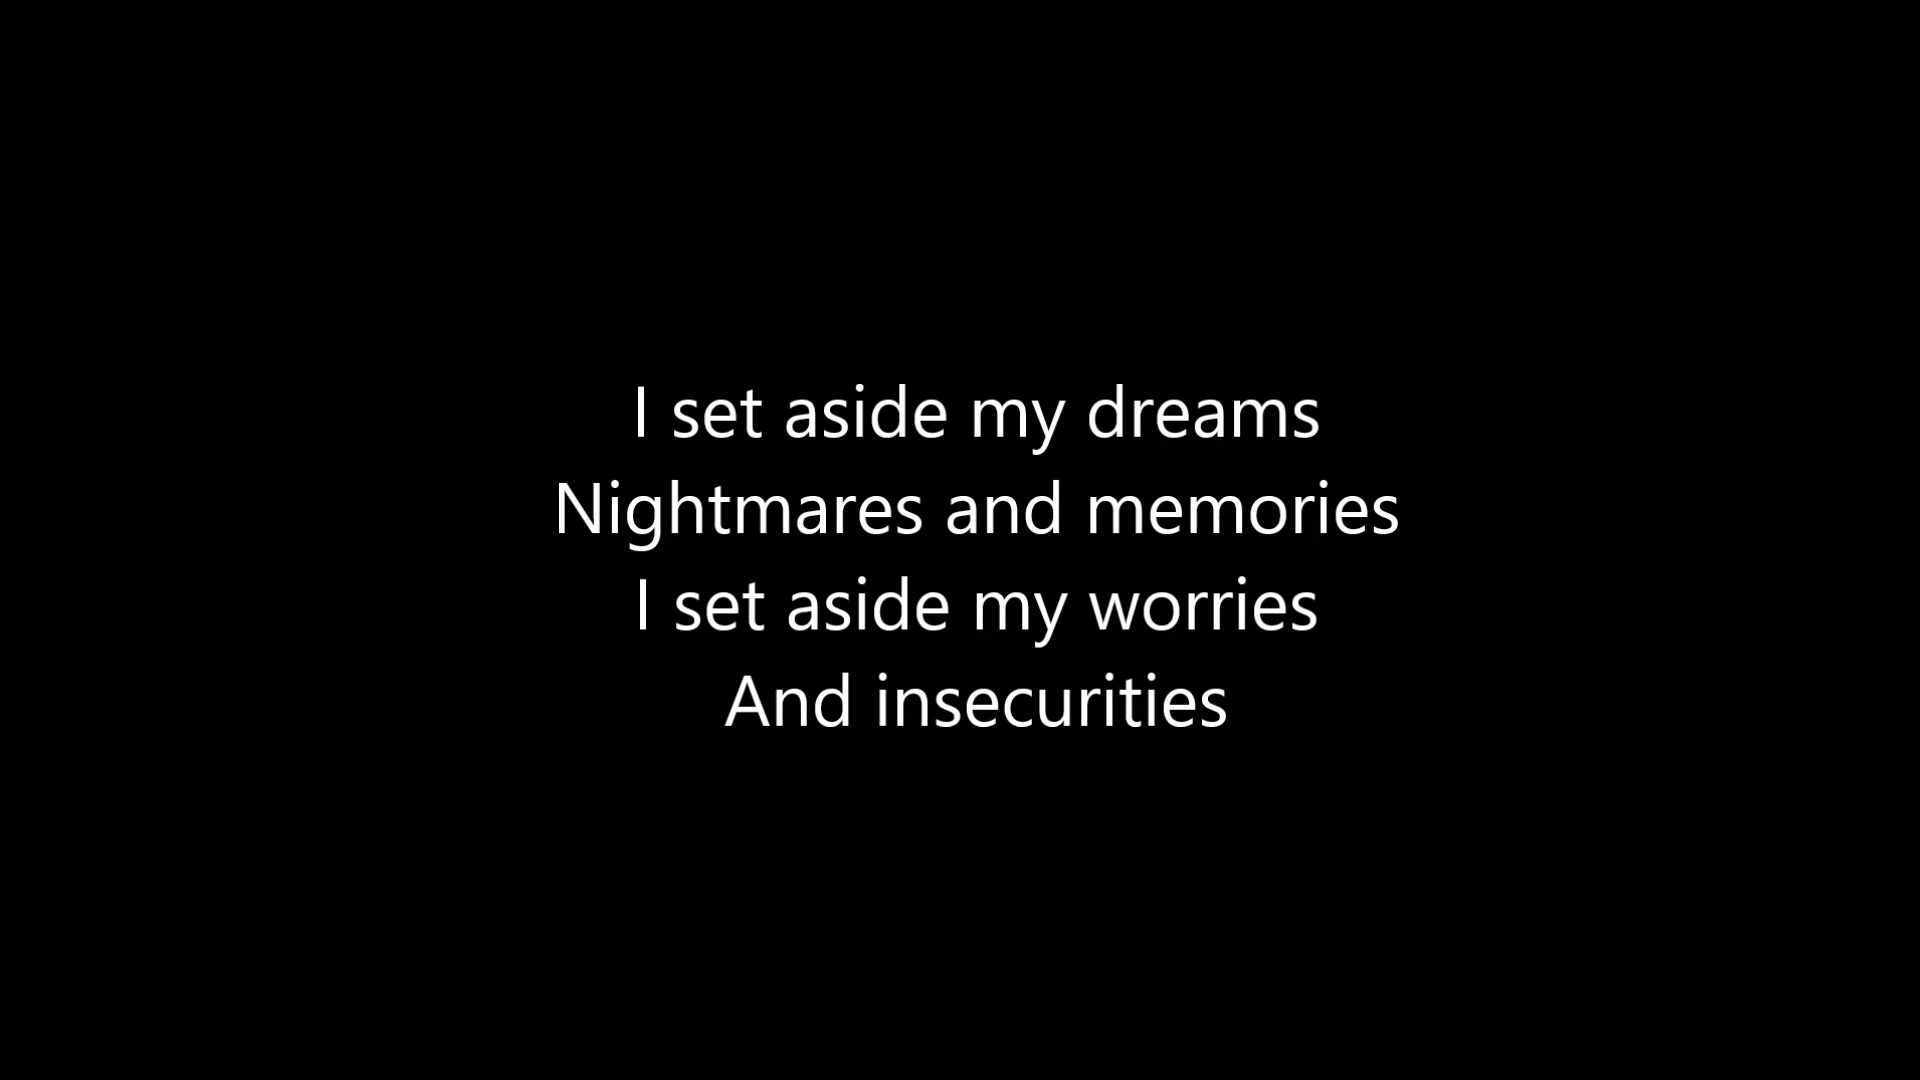 I set aside my dreams
Nightmares and memories
I set aside my worries
And insecurities